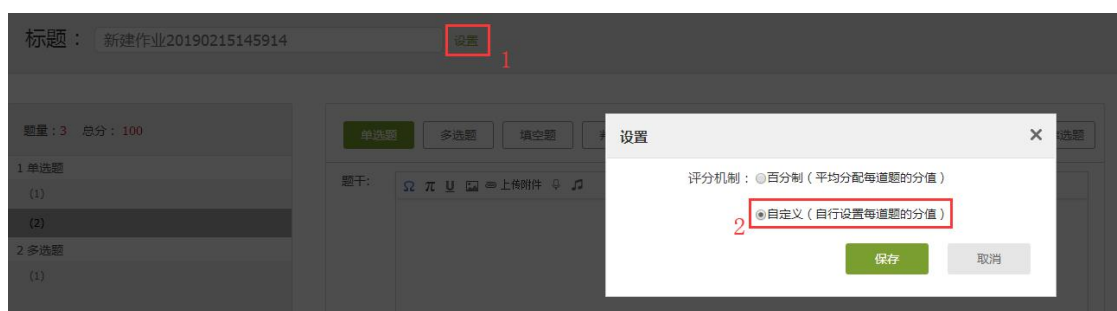 标题： 新建作业20190215145914 设置
1
题量：3 总分：100
单选题 多选题 填空题
选题
设置 ×
1 单选题
题干： Ω π U 上传附件
评分机制：百分制（平均分配每道题的分值）
(1)
(2)
自定义（自行设置每道题的分值）
2
2 多选题
保存 取消
(1)